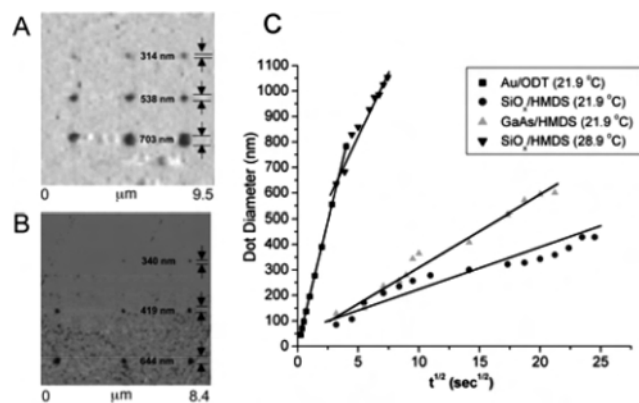 A
314 nm
538 nm
703 nm
0 μm 9.5
B
340 nm
419 nm
644 nm
0 μm 8.4
C
Dot Diameter (nm)
1100
1000
900
800
700
600
500
400
300
200
100
0
0 5 10 15 20 25
t^1/2 (sec^1/2)
Au/ODT (21.9 °C)
SiOx/HMDS (21.9 °C)
GaAs/HMDS (21.9 °C)
SiOx/HMDS (28.9 °C)